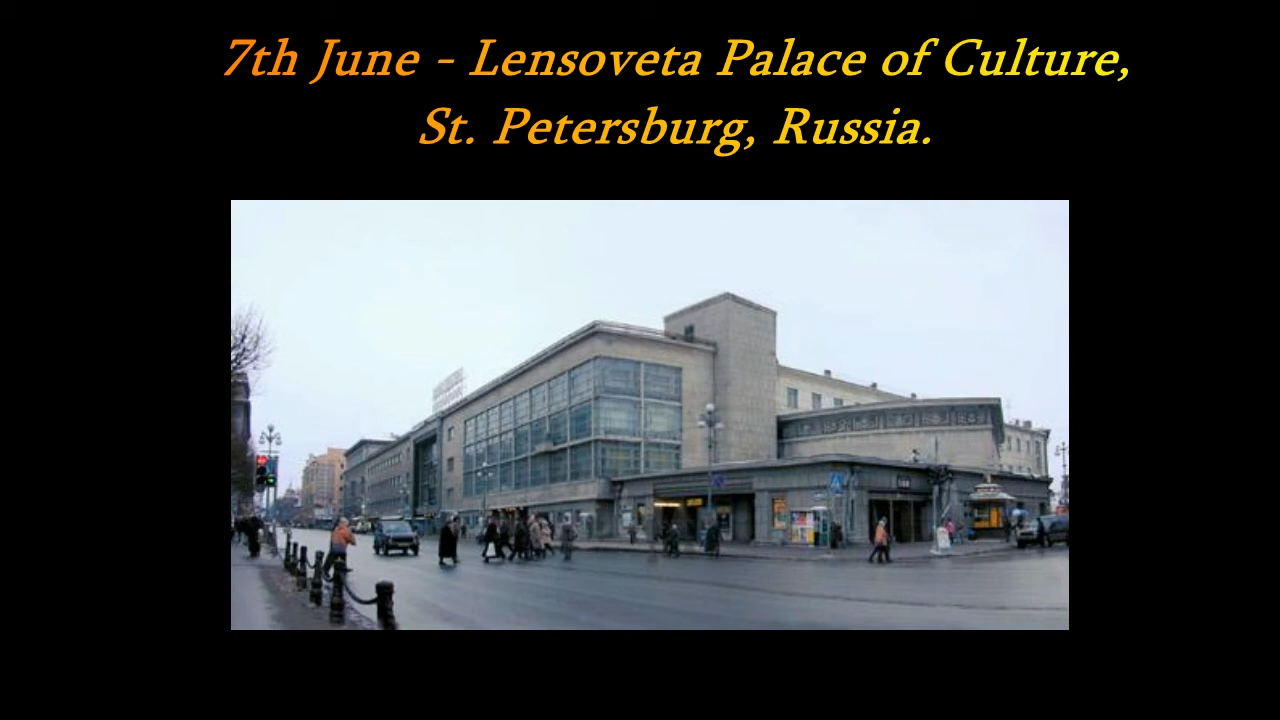 7th June - Lensoveta Palace of Culture,
St. Petersburg, Russia.